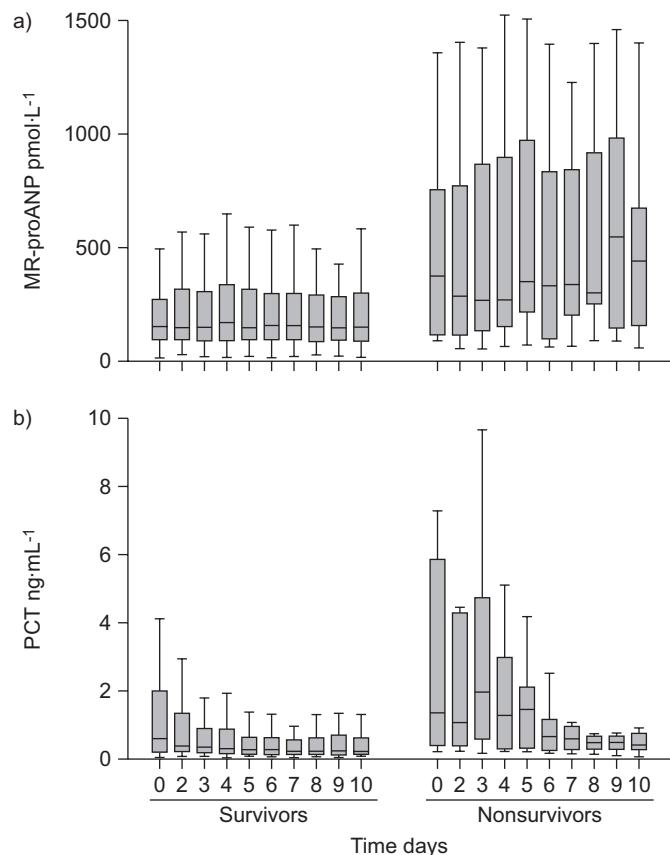 a)
1500
1000
500
0
MR-proANP pmol·L-1
b)
10
8
6
4
2
0
PCT ng·mL-1
0 2 3 4 5 6 7 8 9 10 0 2 3 4 5 6 7 8 9 10
Survivors Nonsurvivors
Time days